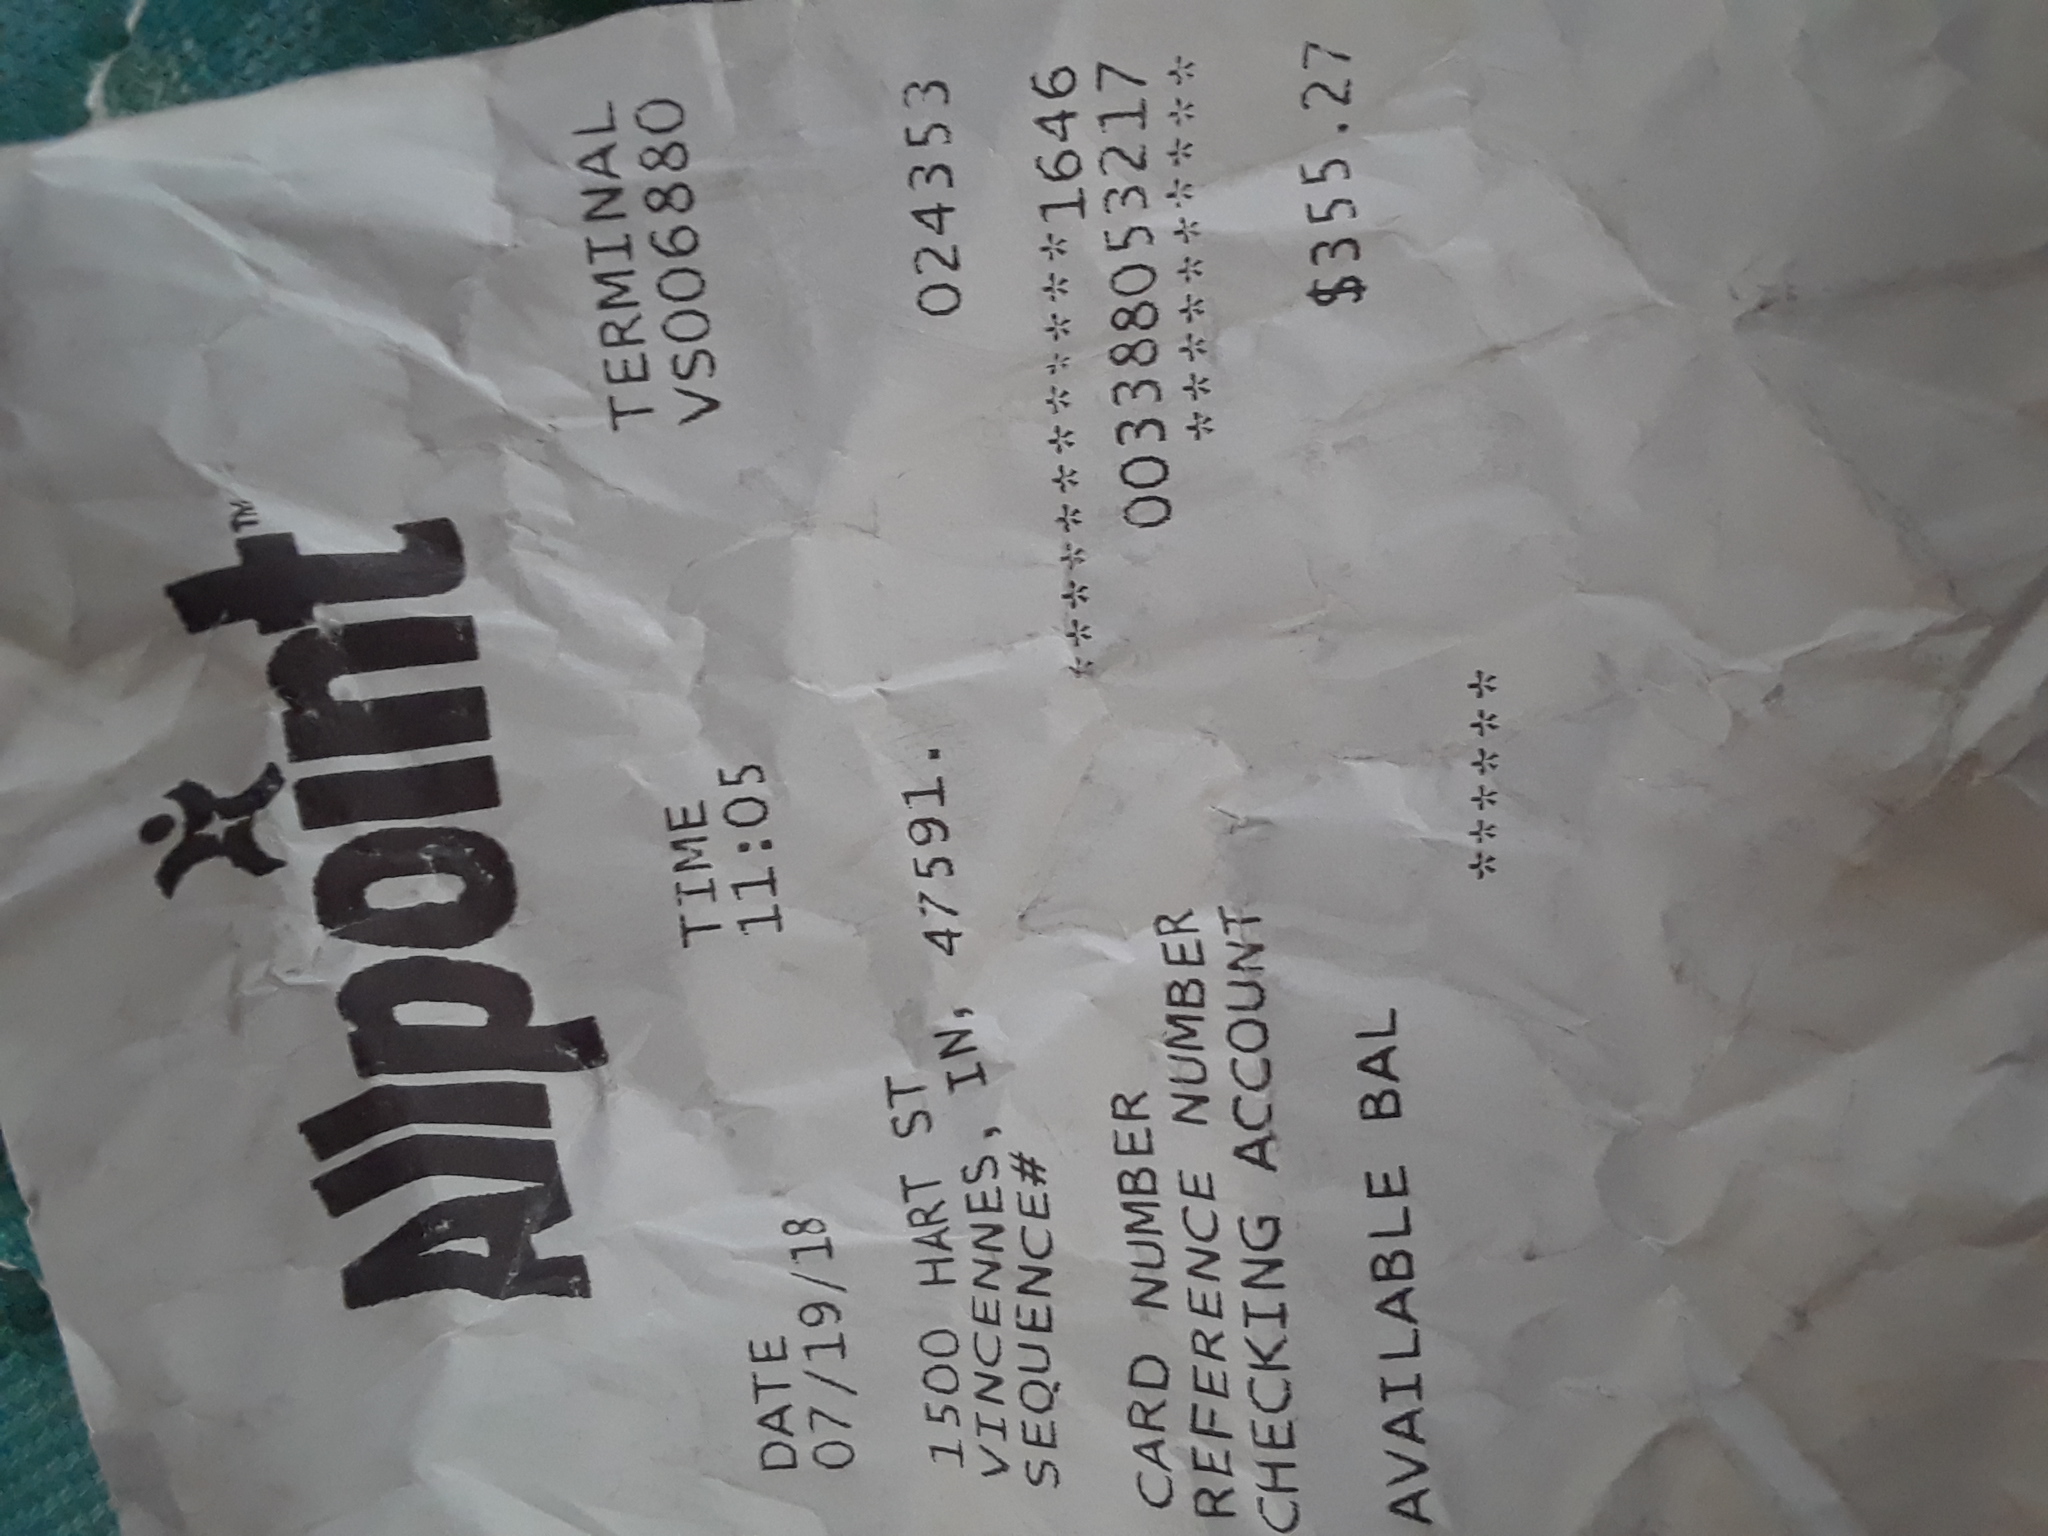 Allpoint™
DATE TIME TERMINAL
07/19/18 11:05 VS006880
1500 HART ST
VINCENNES, IN, 47591.
SEQUENCE# 024353
CARD NUMBER ************1646
REFERENCE NUMBER 003388053217
CHECKING ACCOUNT **********
AVAILABLE BAL $355.27
******